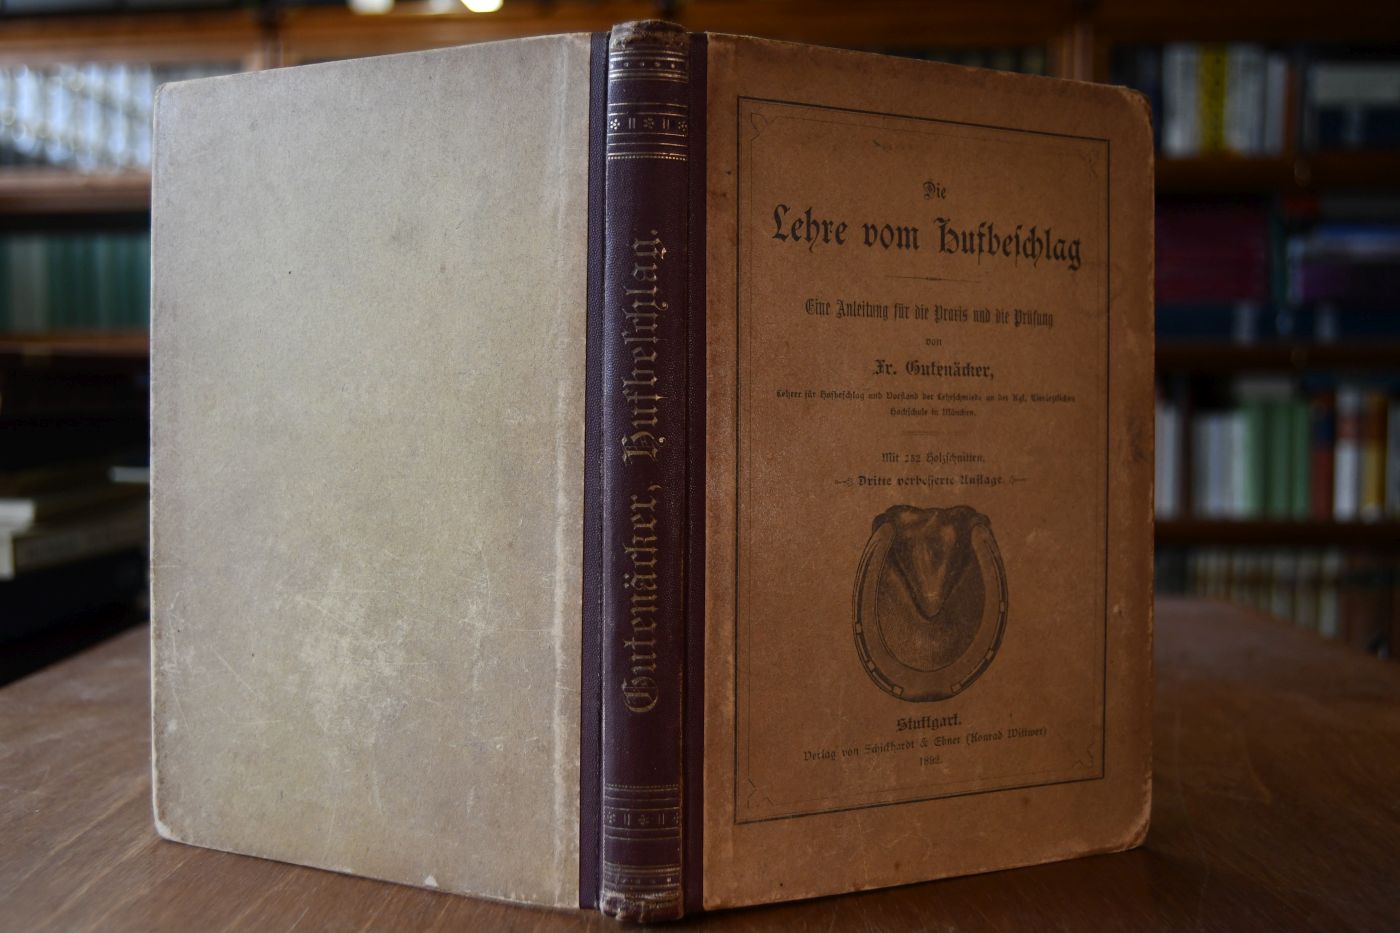 Gutenäcker, Hufbeschlag.
Die
Lehre vom Hufbeschlag
Eine Anleitung für die Praxis und die Prüfung
von
Fr. Gutenäcker,
Lehrer für Hufbeschlag und Vorstand der Lehrschmiede an der Kgl. Tierärztlichen
Hochschule in München.
Mit 252 Holzschnitten.
Dritte verbesserte Auflage.
Stuttgart.
Verlag von Schickhardt & Ebner (Konrad Wittwer)
1892.